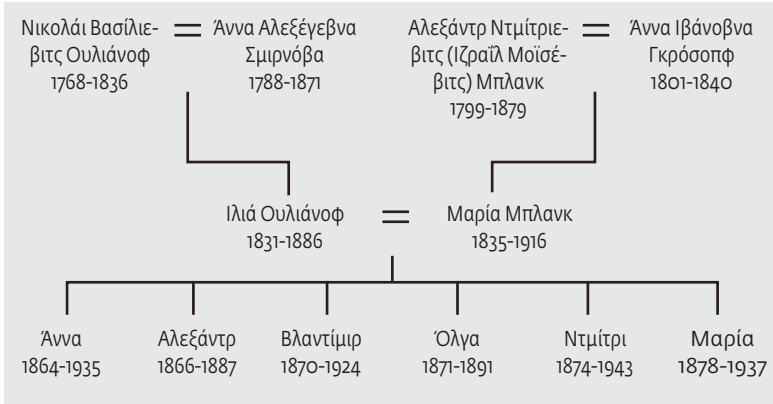 Νικολάι Βασίλιε-
βιτς Ουλιάνοφ
1768-1836
Άννα Αλεξέγεβνα
Σμιρνόβα
1788-1871
Αλεξάντρ Ντμίτριε-
βιτς (Ιζραΐλ Μοϊσέ-
βιτς) Μπλανκ
1799-1879
Άννα Ιβάνοβνα
Γκρόσοπφ
1801-1840
Ιλιά Ουλιάνοφ
1831-1886
Μαρία Μπλανκ
1835-1916
Άννα
1864-1935
Αλεξάντρ
1866-1887
Βλαντίμιρ
1870-1924
Όλγα
1871-1891
Ντμίτρι
1874-1943
Μαρία
1878-1937